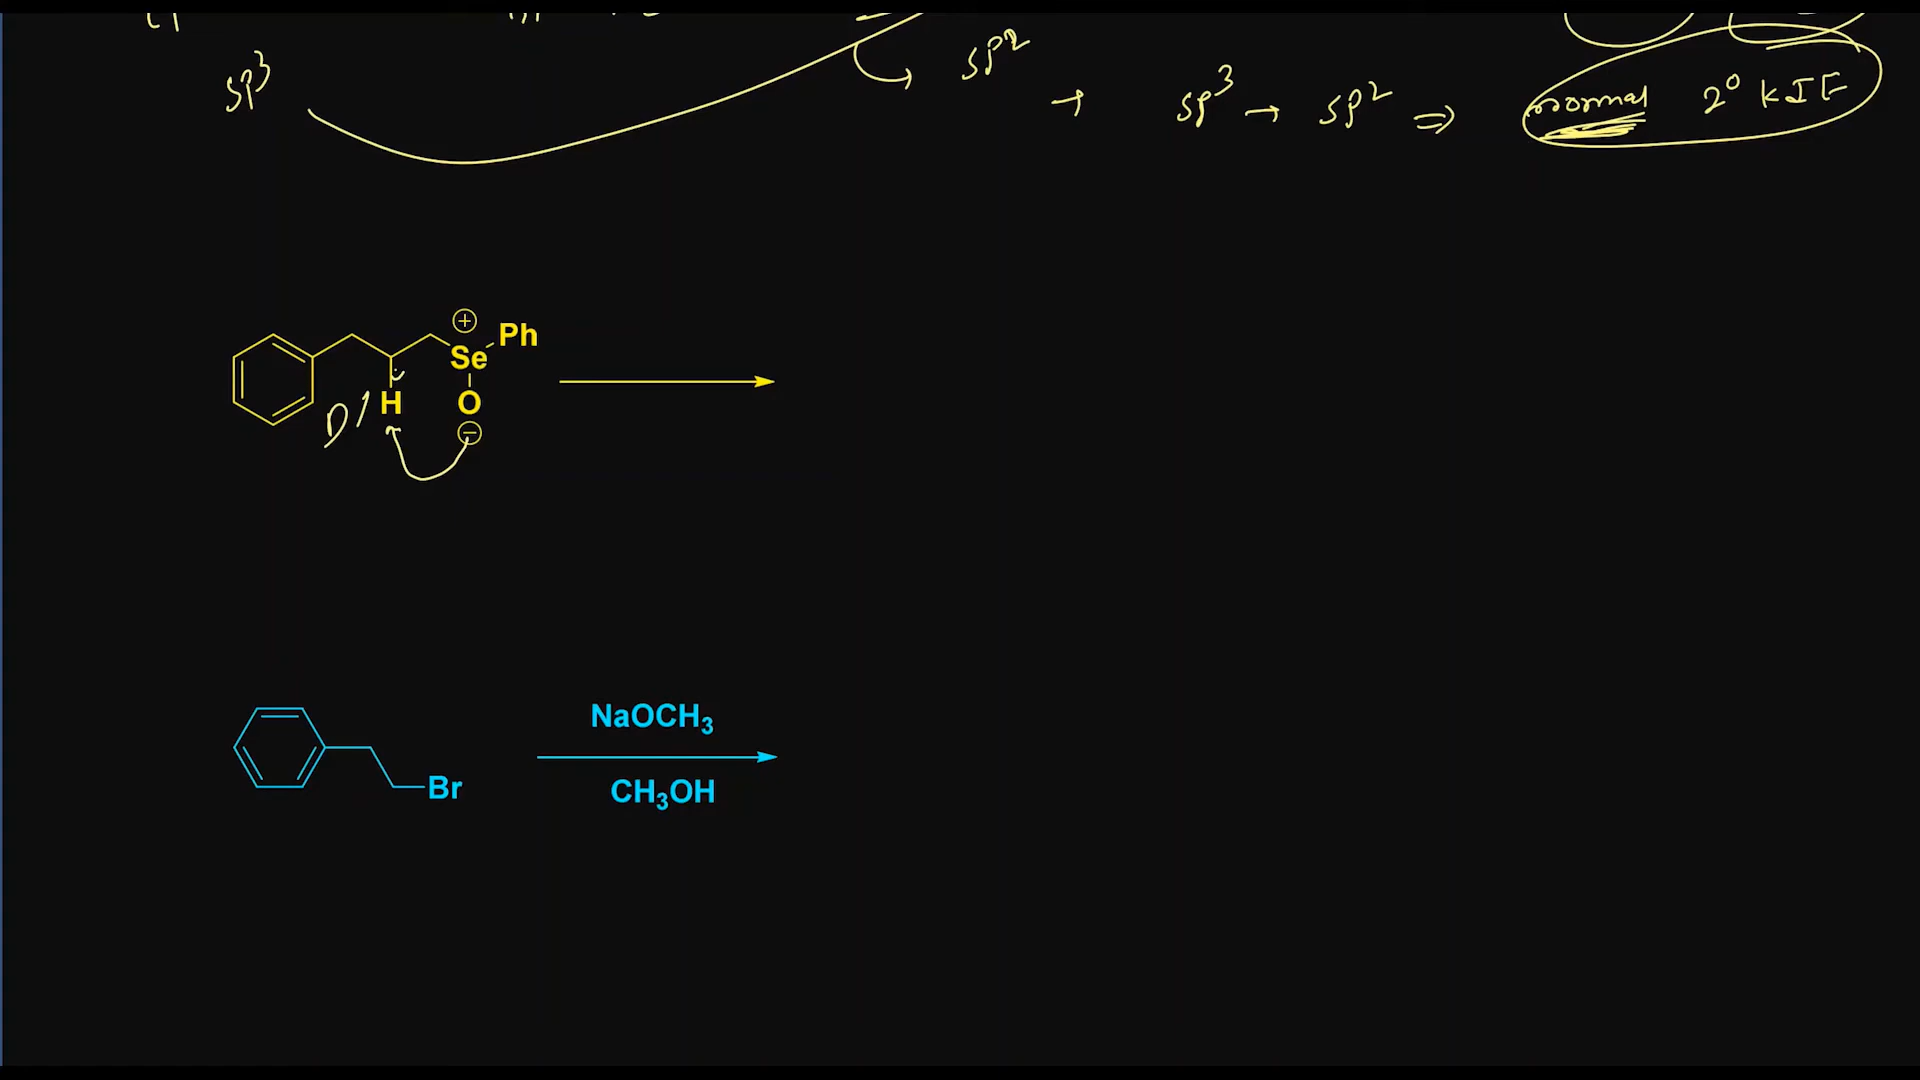 sp³ sp² → sp³ → sp² ⇒ normal 2° KIE
⊕
Ph
Se
D/ H O
⊖
NaOCH₃
Br
CH₃OH